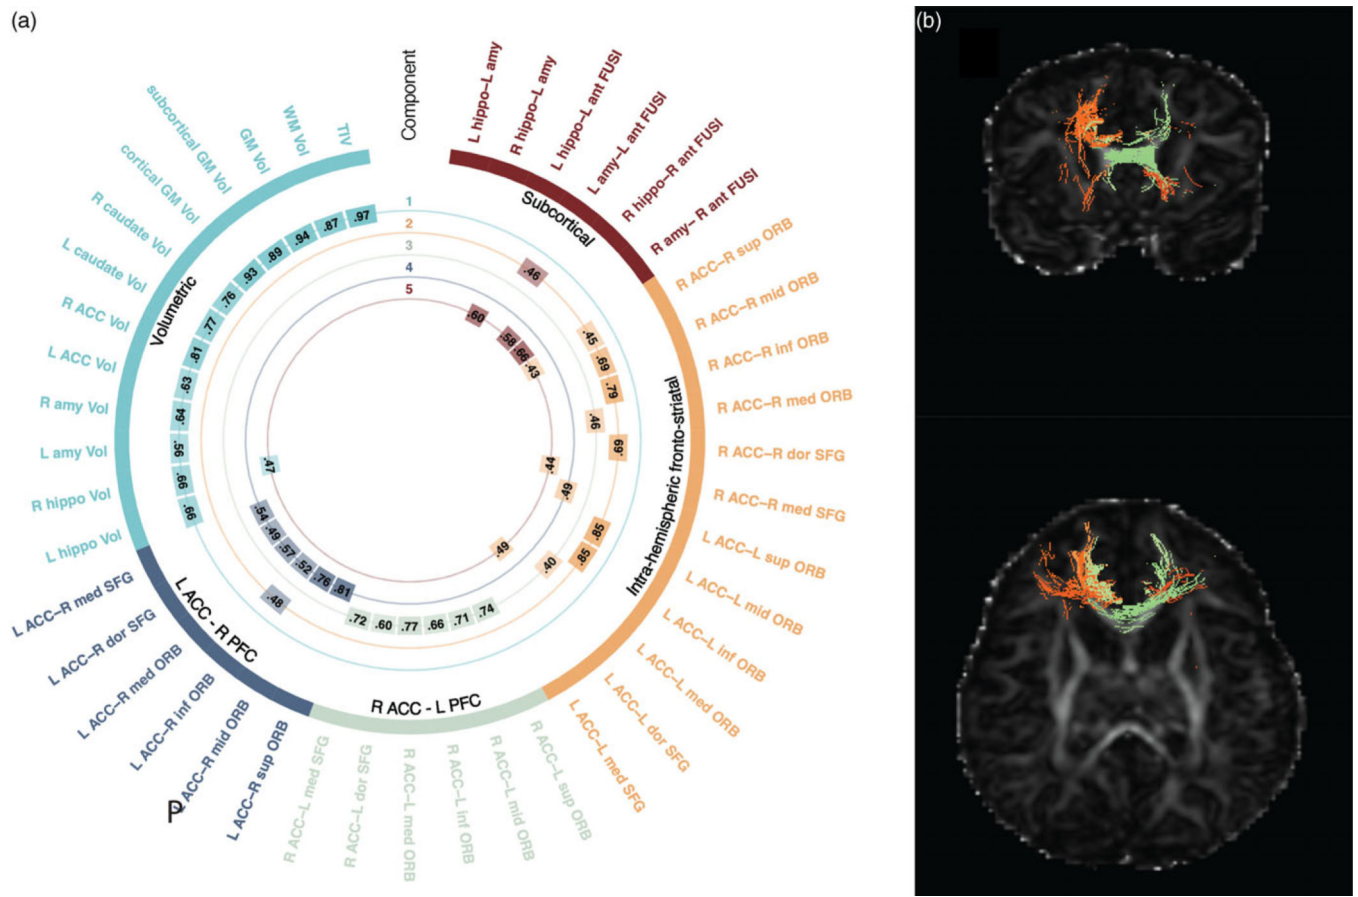 (a)
(b)
Component
1
2
3
4
5
L hippo–L amy
R hippo–L amy
L hippo–L ant FUSI
L amy–L ant FUSI
R hippo–R ant FUSI
R amy– R ant FUSI
Subcortical
R ACC–R sup ORB
R ACC–R mid ORB
R ACC–R inf ORB
R ACC–R med ORB
R ACC–R dor SFG
R ACC–R med SFG
L ACC–L sup ORB
L ACC–L mid ORB
L ACC–L inf ORB
L ACC–L med ORB
L ACC–L dor SFG
L ACC–L med SFG
Intra-hemispheric fronto-striatal
R ACC–L sup ORB
R ACC–L mid ORB
R ACC–L inf ORB
R ACC–L med ORB
R ACC–L dor SFG
R ACC–L med SFG
R ACC - L PFC
L ACC–R sup ORB
ACC–R mid ORB
P
L ACC–R inf ORB
L ACC–R med ORB
L ACC–R dor SFG
L ACC–R med SFG
L ACC - R PFC
L hippo Vol
R hippo Vol
L amy Vol
R amy Vol
L ACC Vol
R ACC Vol
L caudate Vol
R caudate Vol
cortical GM Vol
subcortical GM Vol
GM Vol
WM Vol
TIV
Volumetric
.97
.87
.94
.89
.93
.76
.77
.81
.63
.64
.95
.66
.66
.46
.45
.69
.79
.69
.85
.85
.48
.46
.40
.74
.71
.66
.77
.60
.72
.49
.81
.76
.52
.57
.49
.54
.60
.58
.66
.43
.44
.49
.47